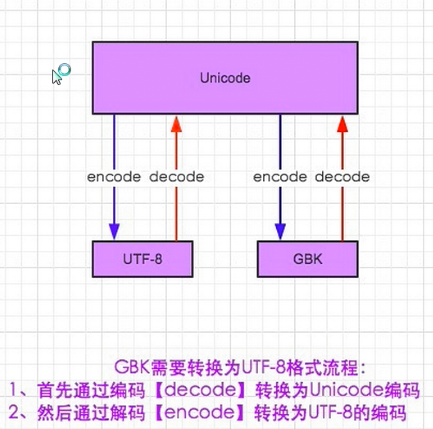 Unicode
encode decode encode decode
UTF-8 GBK
GBK需要转换为UTF-8格式流程：
1、首先通过编码【decode】转换为Unicode编码
2、然后通过解码【encode】转换为UTF-8的编码